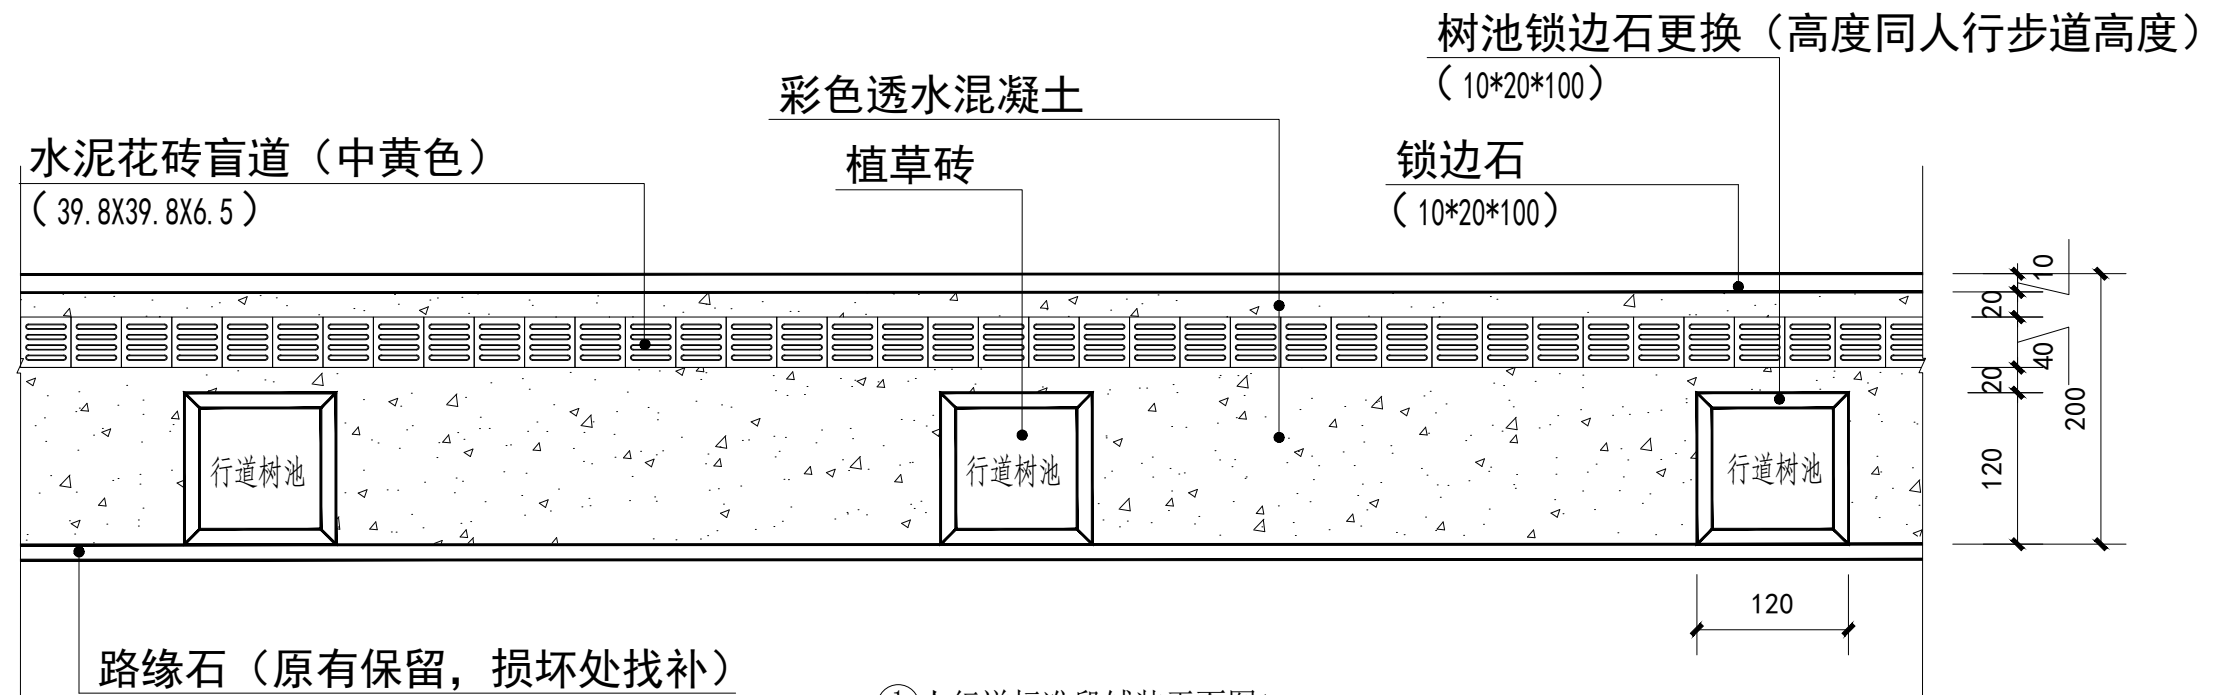 树池锁边石更换（高度同人行步道高度）
（10*20*100）
彩色透水混凝土
水泥花砖盲道（中黄色）
（39.8X39.8X6.5）
植草砖
锁边石
（10*20*100）
10
20
40
20
200
120
行道树池
行道树池
行道树池
120
路缘石（原有保留，损坏处找补）